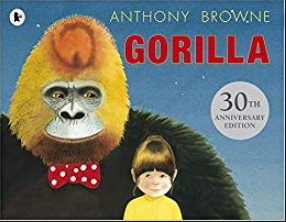 ANTHONY BROWNE
GORILLA
30TH
ANNIVERSARY
EDITION